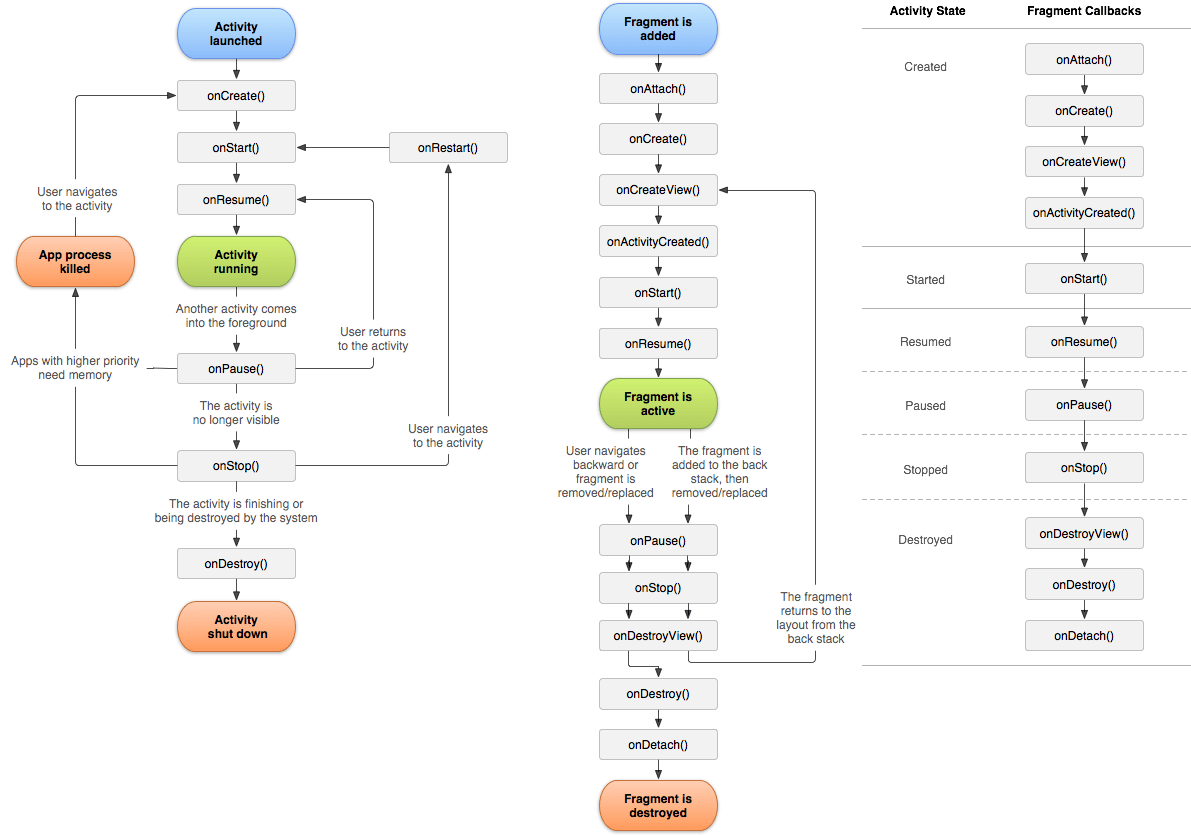 Activity
launched
onCreate()
onStart()
onRestart()
onResume()
User navigates
to the activity
App process
killed
Activity
running
Another activity comes
into the foreground
User returns
to the activity
Apps with higher priority
need memory
onPause()
The activity is
no longer visible
User navigates
to the activity
onStop()
The activity is finishing or
being destroyed by the system
onDestroy()
Activity
shut down
Fragment is
added
onAttach()
onCreate()
onCreateView()
onActivityCreated()
onStart()
onResume()
Fragment is
active
User navigates
backward or
fragment is
removed/replaced
The fragment is
added to the back
stack, then
removed/replaced
onPause()
onStop()
onDestroyView()
The fragment
returns to the
layout from the
back stack
onDestroy()
onDetach()
Fragment is
destroyed
Activity State
Fragment Callbacks
Created
onAttach()
onCreate()
onCreateView()
onActivityCreated()
Started
onStart()
Resumed
onResume()
Paused
onPause()
Stopped
onStop()
Destroyed
onDestroyView()
onDestroy()
onDetach()